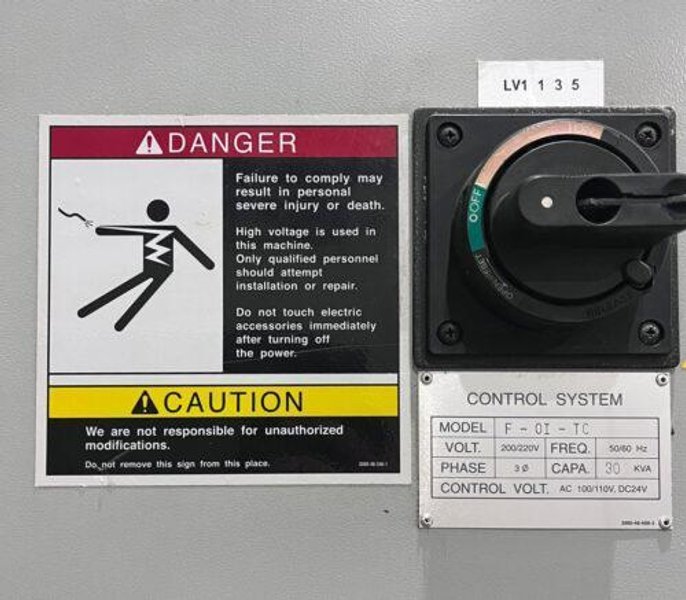 LV1 1 3 5
DANGER
Failure to comply may
result in personal
severe injury or death.
High voltage is used in
this machine.
Only qualified personnel
should attempt
installation or repair.
Do not touch electric
accessories immediately
after turning off
the power.
CAUTION
We are not responsible for unauthorized
modifications.
Do not remove this sign from this place.
O OFF
CONTROL SYSTEM
MODEL F - 0I - TC
VOLT. 200/220V FREQ. 50/60 Hz
PHASE 3 Ø CAPA. 30 KVA
CONTROL VOLT. AC 100/110V, DC24V